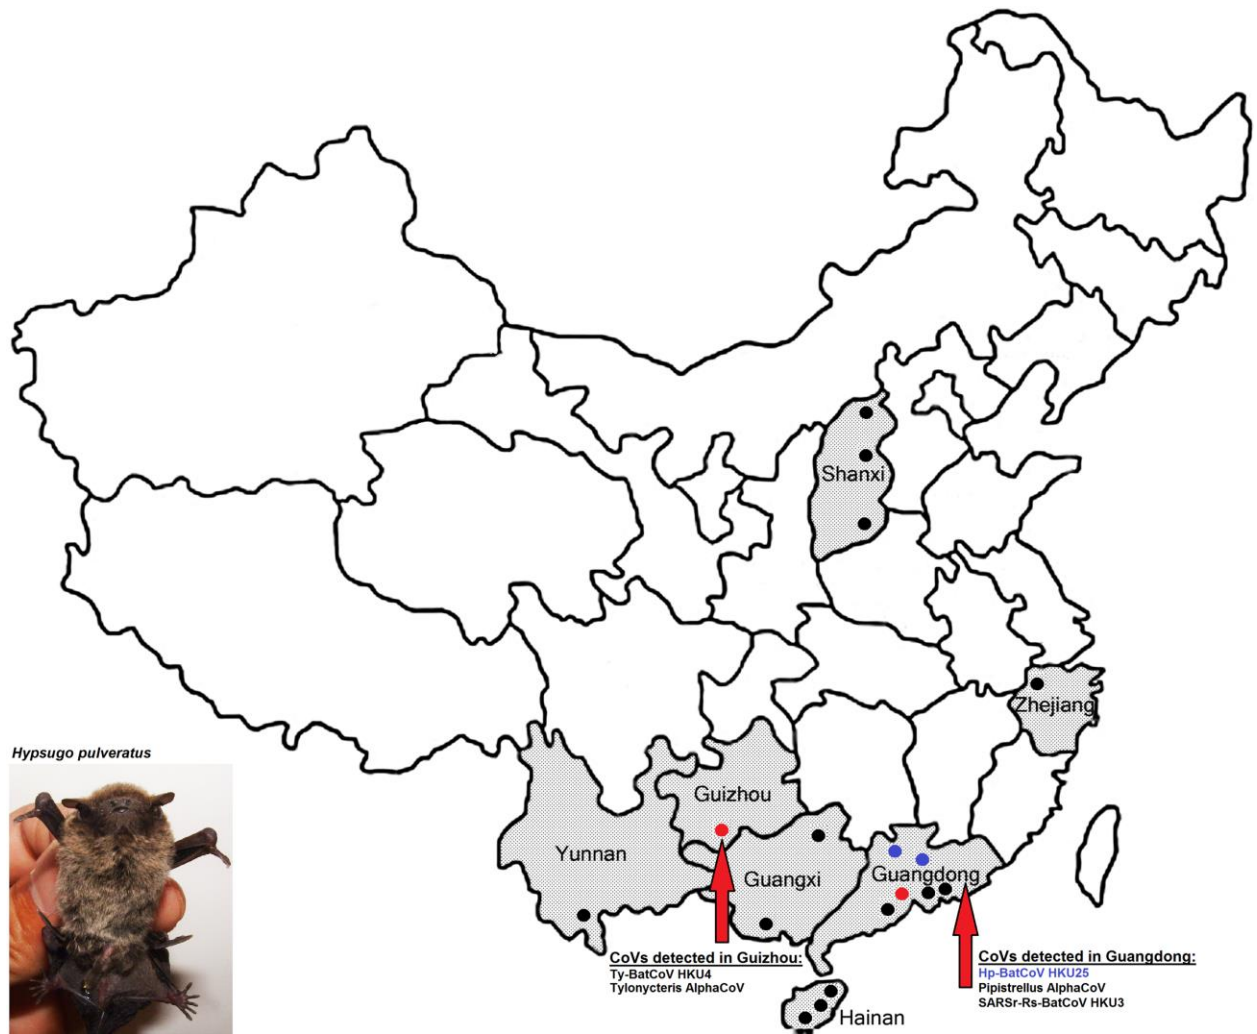 Shanxi
Zhejiang
Hypsugo pulveratus
Guizhou
Yunnan
Guangxi
Guangdong
CoVs detected in Guizhou:
Ty-BatCoV HKU4
Tylonycteris AlphaCoV
CoVs detected in Guangdong:
Hp-BatCoV HKU25
Pipistrellus AlphaCoV
SARSr-Rs-BatCoV HKU3
Hainan